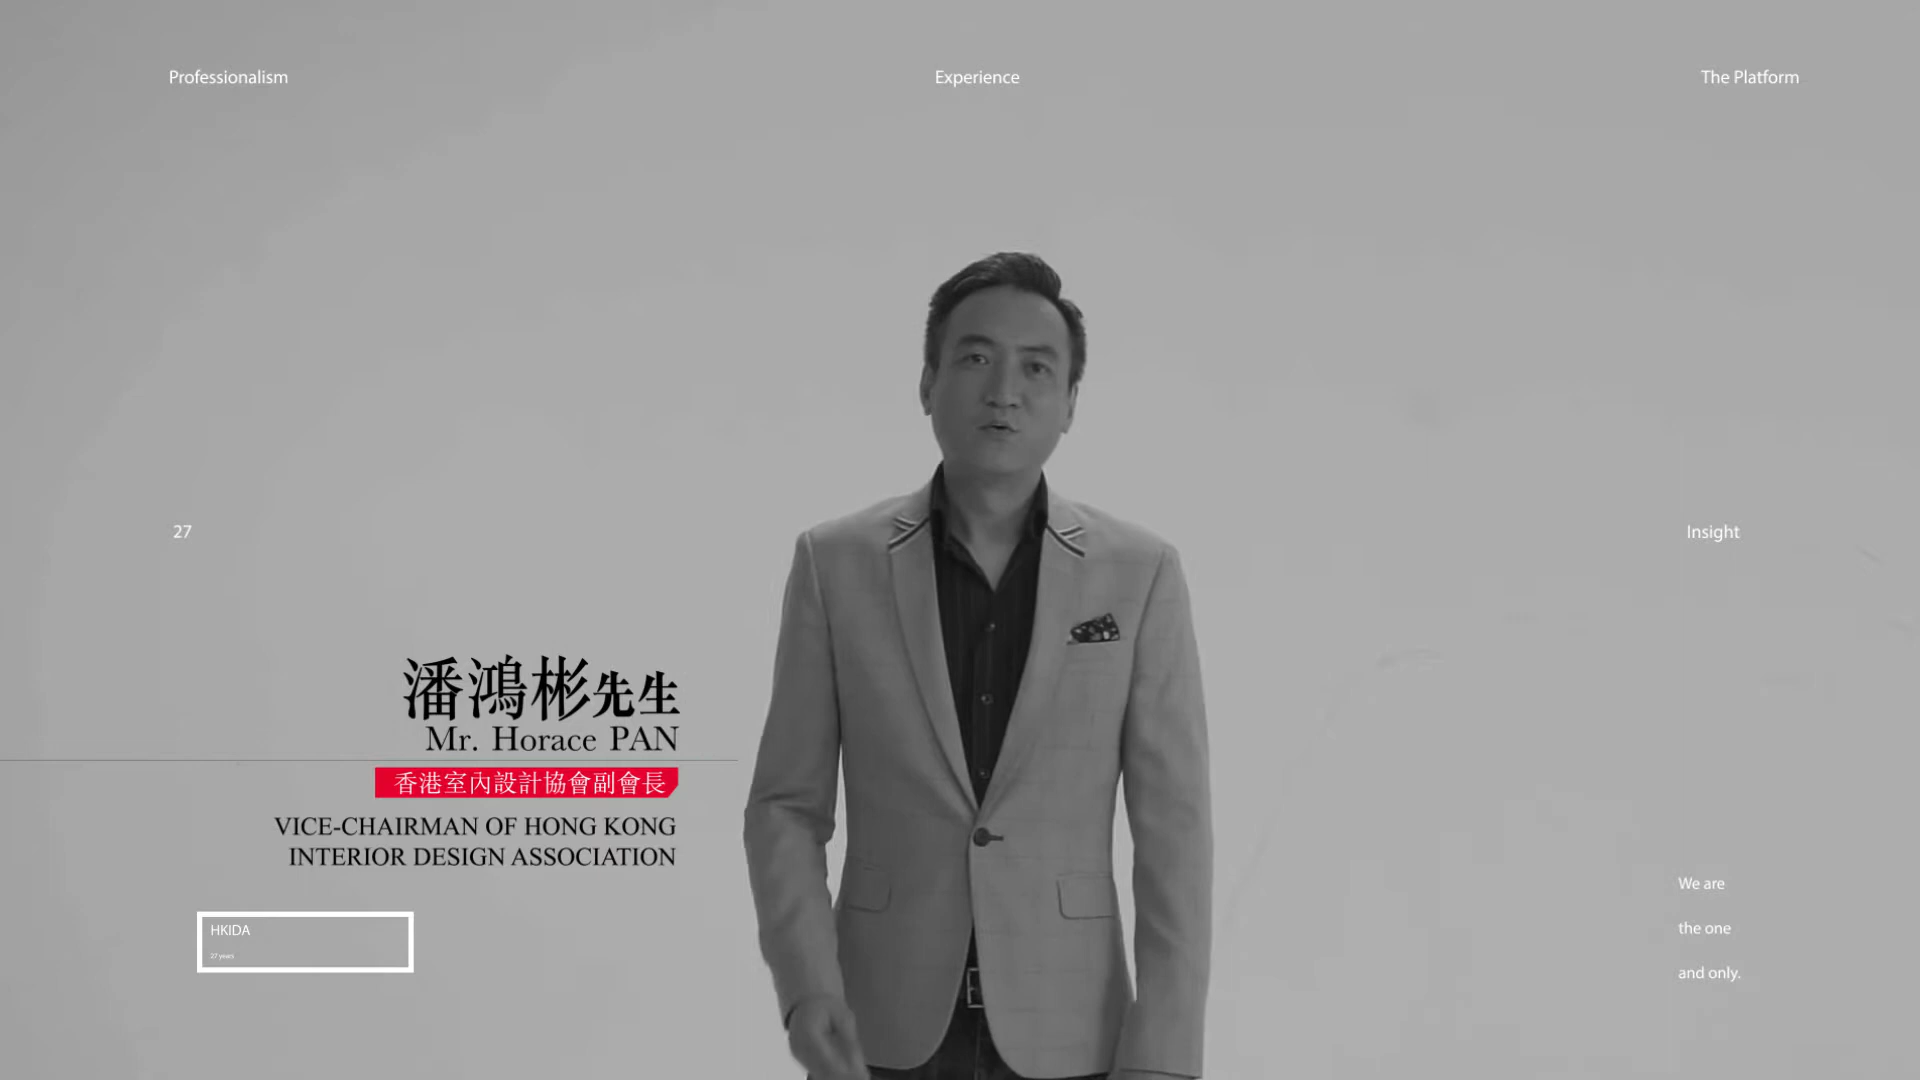 Professionalism
Experience
The Platform
27
Insight
潘鴻彬先生
Mr. Horace PAN
香港室內設計協會副會長
VICE-CHAIRMAN OF HONG KONG
INTERIOR DESIGN ASSOCIATION
HKIDA
27 years
We are
the one
and only.